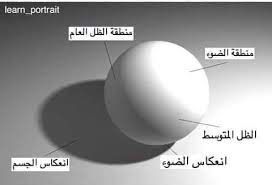 learn_portrait
منطقة الظل العام
منطقة الضوء
الظل المتوسط
انعكاس الضوء
انعكاس الجسم